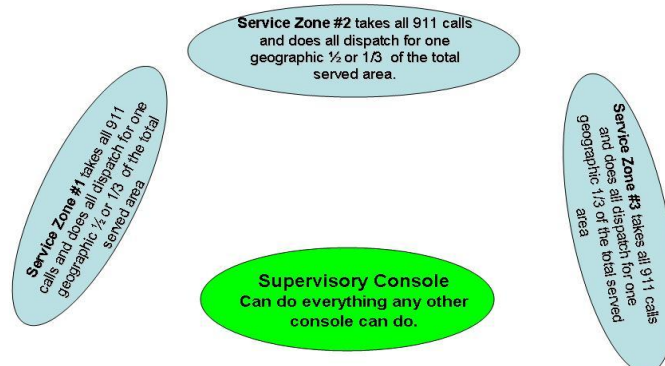 Service Zone #2 takes all 911 calls
and does all dispatch for one
geographic ½ or 1/3 of the total
served area.
Service Zone #1 takes all 911
calls and does all dispatch for one
geographic ½ or 1/3 of the total
served area
Service Zone #3 takes all 911 calls
and does all dispatch for one
geographic 1/3 of the total served
area
Supervisory Console
Can do everything any other
console can do.